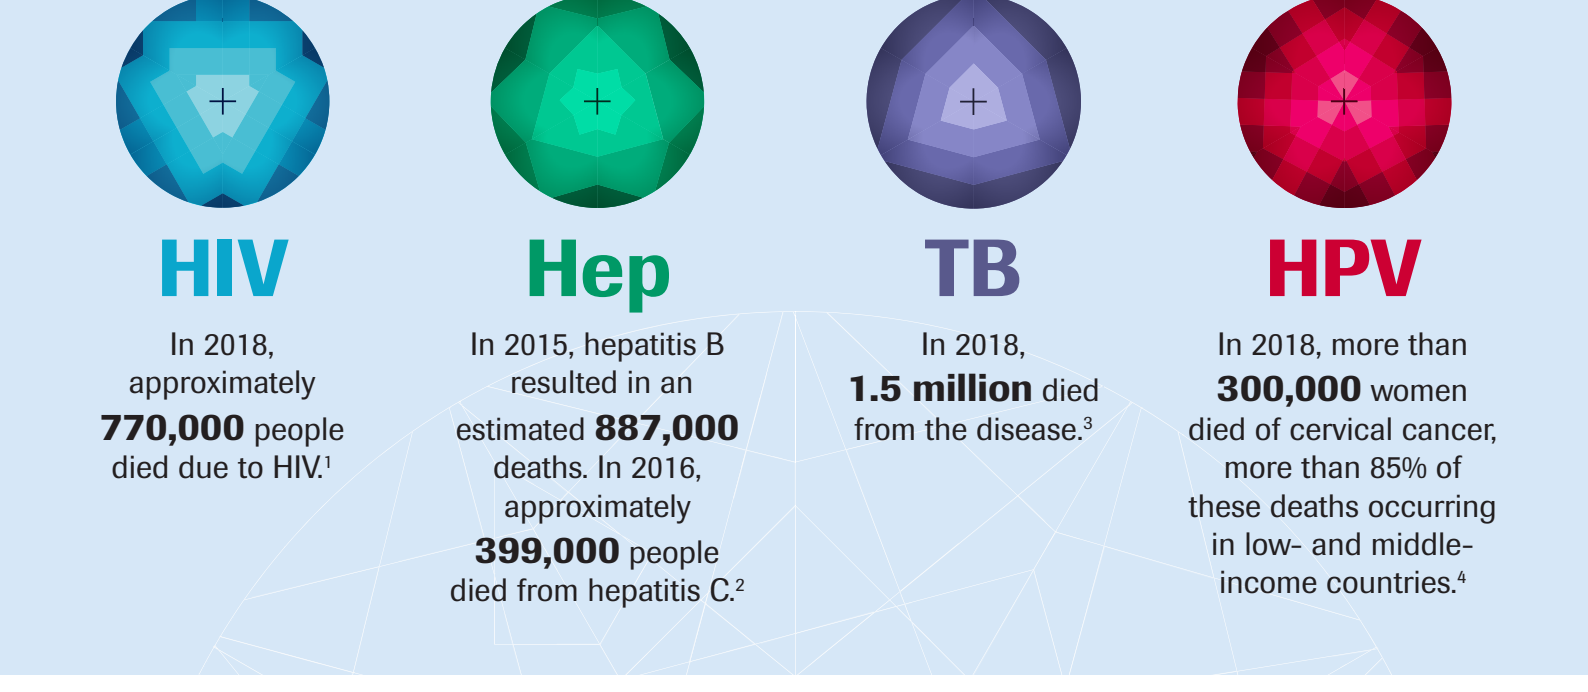 HIV
In 2018,
approximately
770,000 people
died due to HIV.1
Hep
In 2015, hepatitis B
resulted in an
estimated 887,000
deaths. In 2016,
approximately
399,000 people
died from hepatitis C.2
TB
In 2018,
1.5 million died
from the disease.3
HPV
In 2018, more than
300,000 women
died of cervical cancer,
more than 85% of
these deaths occurring
in low- and middle-
income countries.4